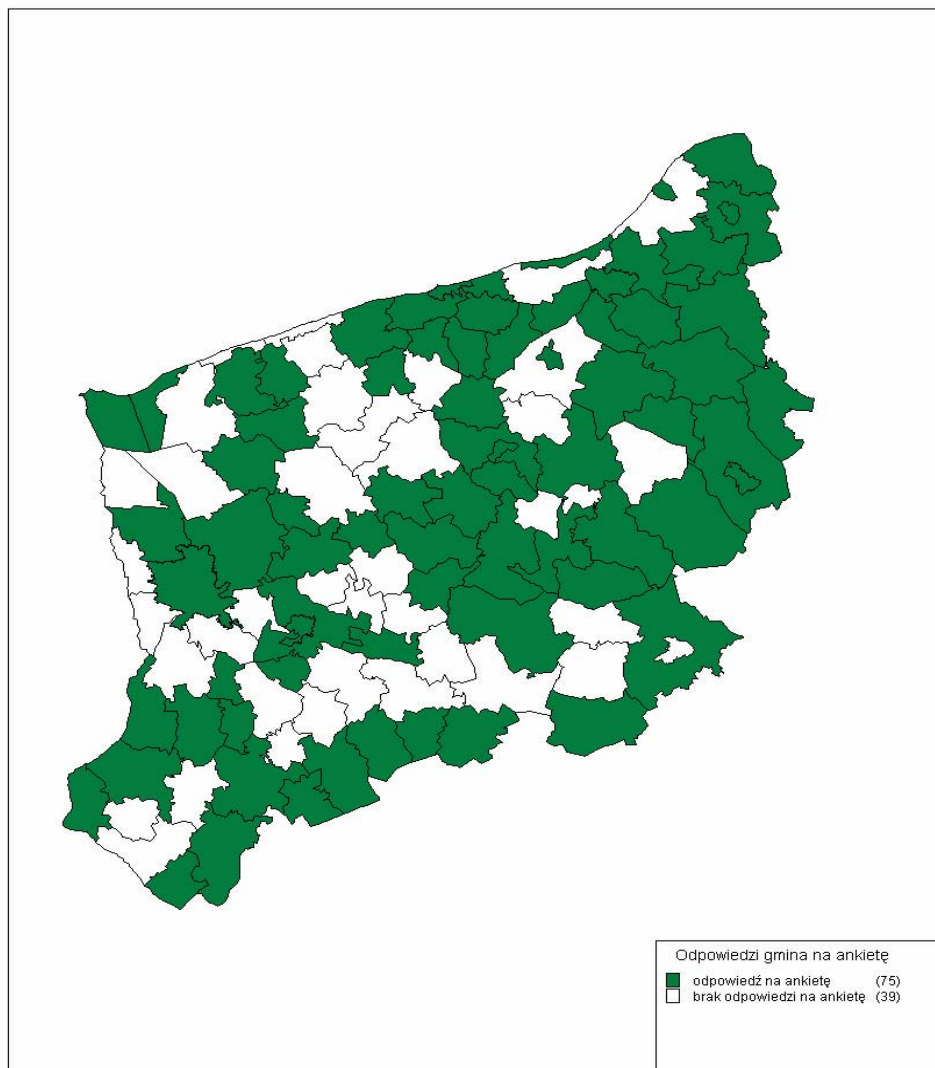 Odpowiedzi gmina na ankietę
odpowiedź na ankietę (75)
brak odpowiedzi na ankietę (39)